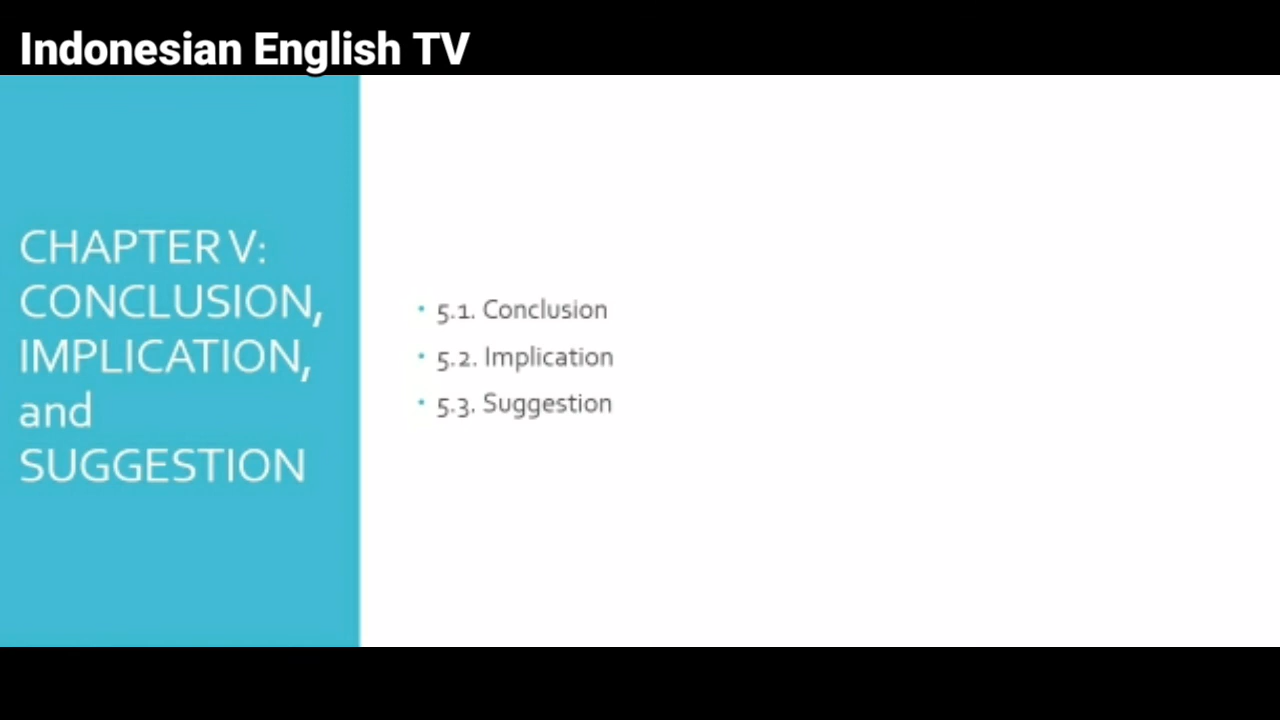 Indonesian English TV
CHAPTER V:
CONCLUSION,
IMPLICATION,
and
SUGGESTION
• 5.1. Conclusion
• 5.2. Implication
• 5.3. Suggestion